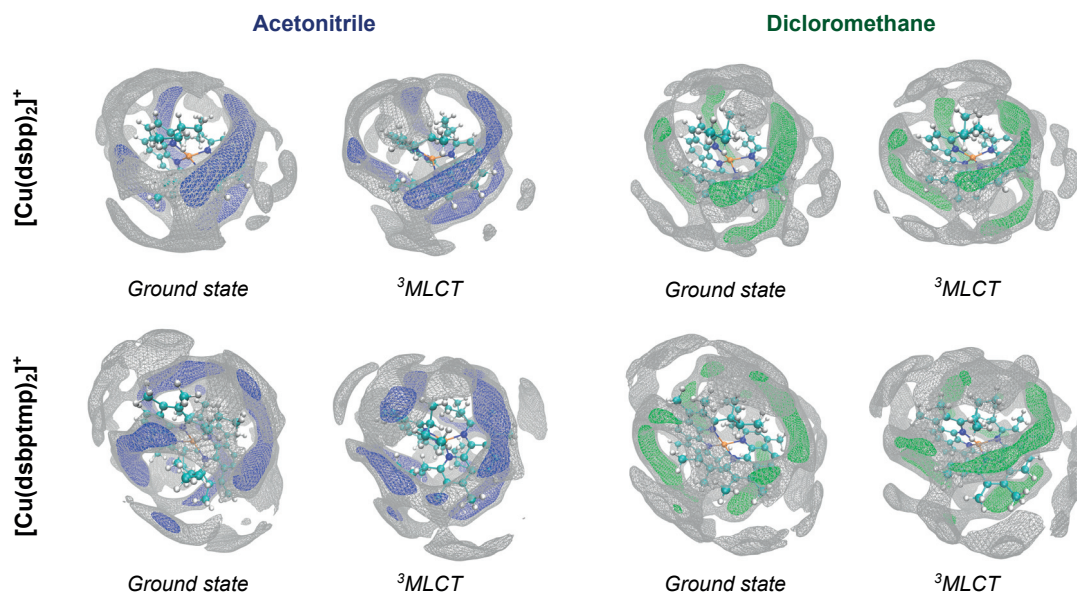 Acetonitrile
Dicloromethane
[Cu(dsbp)₂]⁺
Ground state
³MLCT
Ground state
³MLCT
[Cu(dsbptmp)₂]⁺
Ground state
³MLCT
Ground state
³MLCT